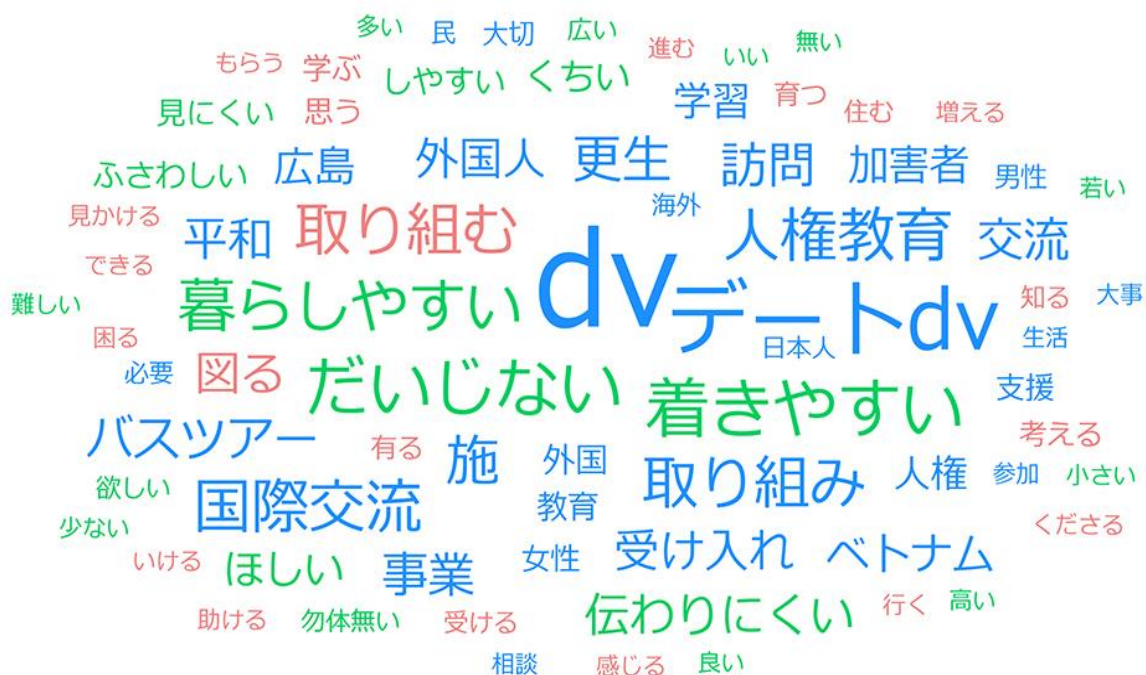 多い 民 大切 広い 進む いい 無い
もらう 学ぶ しやすい くちい
見にくい 思う 学習 育つ 住む 増える
ふさわしい 広島 外国人 更生 訪問 加害者 男性 若い
見かける 平和 取り組む 海外 人権教育 交流
できる dv
難しい 暮らしやすい デートdv 知る 大事
困る 日本人 生活
必要 図る だいじない 着きやすい 支援
バスツアー 有る 施 外国 考える
欲しい 国際交流 教育 取り組み 人権 参加 小さい
少ない くださる
いける ほしい 事業 女性 受け入れ ベトナム
助ける 勿体無い 受ける 伝わりにくい 行く 高い
相談 感じる 良い